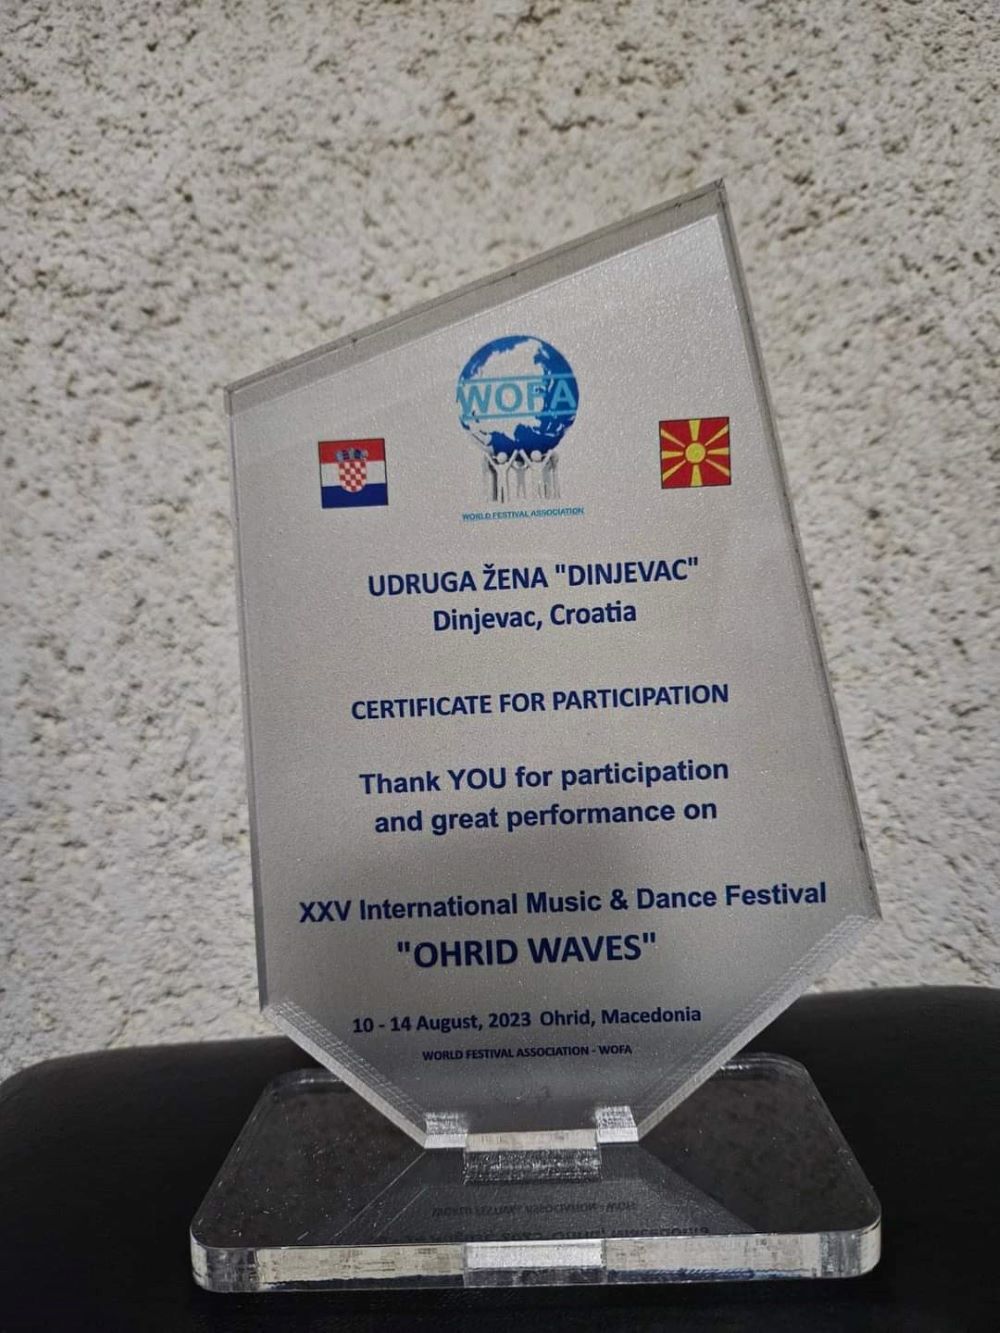 WOFA
WORLD FESTIVAL ASSOCIATION
UDRUGA ŽENA "DINJEVAC"
Dinjevac, Croatia
CERTIFICATE FOR PARTICIPATION
Thank YOU for participation
and great performance on
XXV International Music & Dance Festival
"OHRID WAVES"
10 - 14 August, 2023 Ohrid, Macedonia
WORLD FESTIVAL ASSOCIATION - WOFA